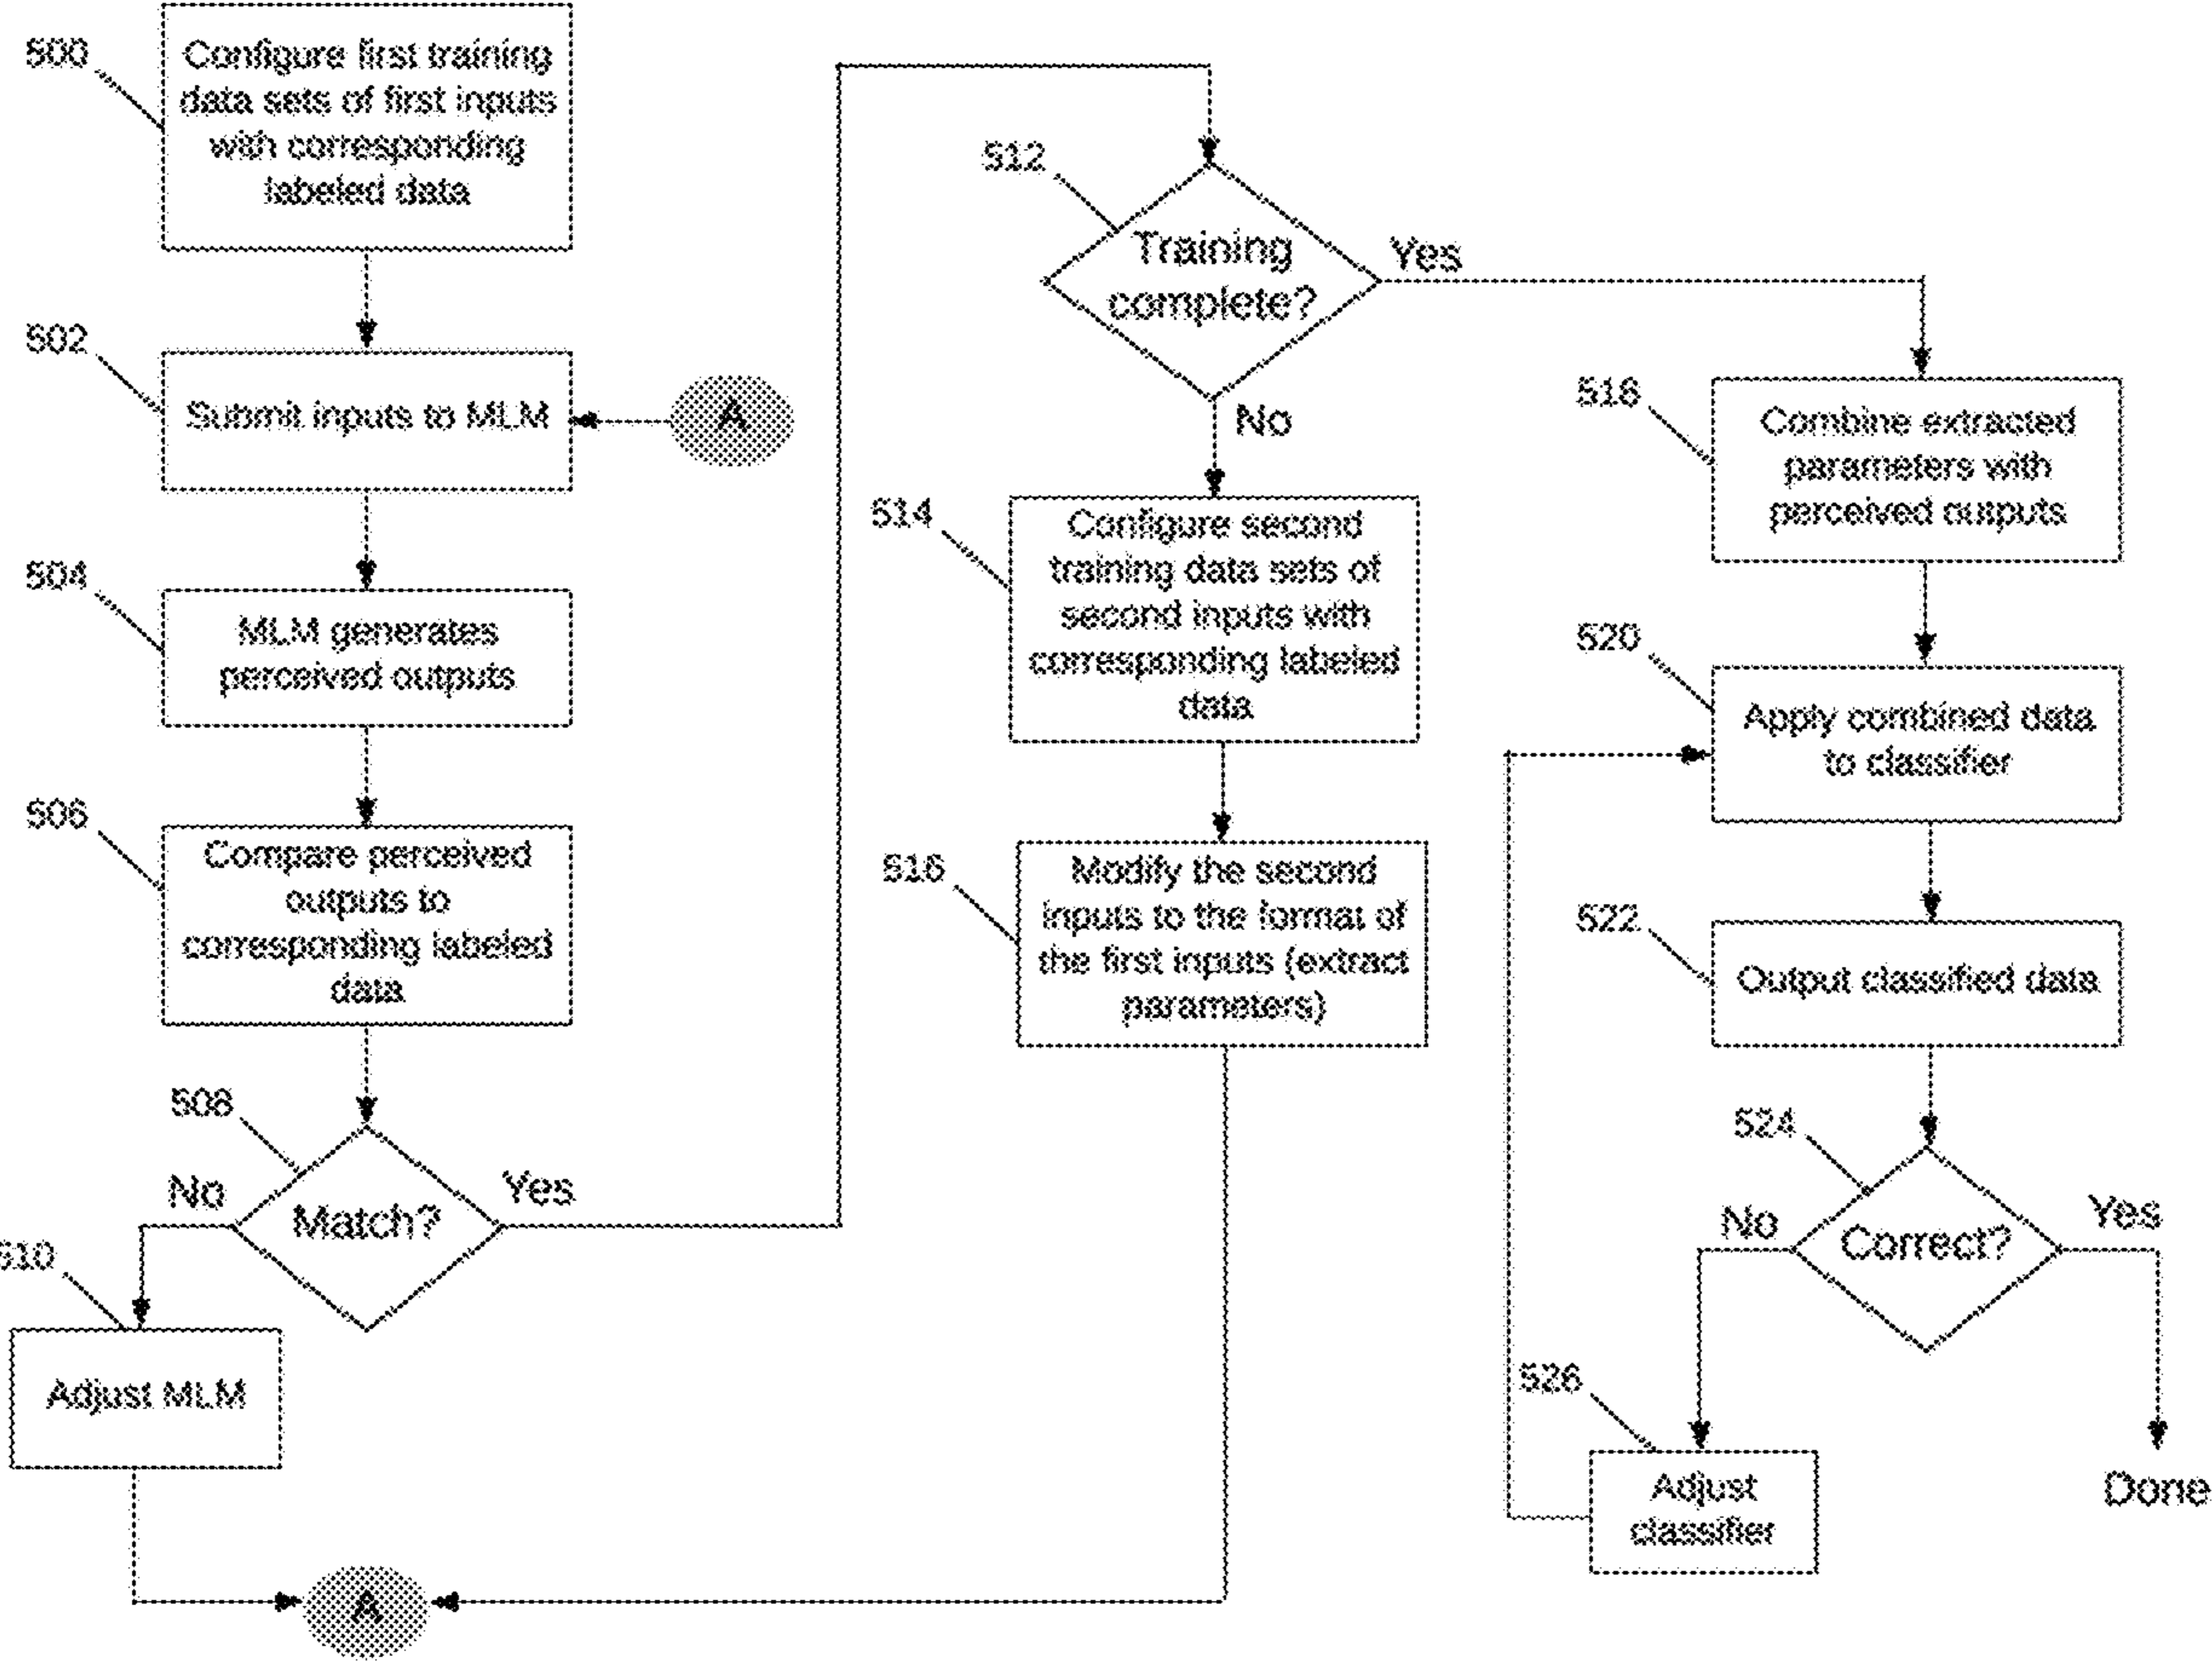 500
Configure first training
data sets of first inputs
with corresponding
labeled data
502
Submit inputs to MLM
A
504
MLM generates
perceived outputs
506
Compare perceived
outputs to
corresponding labeled
data
508
No
Match?
Yes
510
Adjust MLM
A
512
Training
complete?
Yes
No
514
Configure second
training data sets of
second inputs with
corresponding labeled
data
516
Modify the second
inputs to the format of
the first inputs (extract
parameters)
518
Combine extracted
parameters with
perceived outputs
520
Apply combined data
to classifier
522
Output classified data
524
No
Correct?
Yes
526
Adjust
classifier
Done